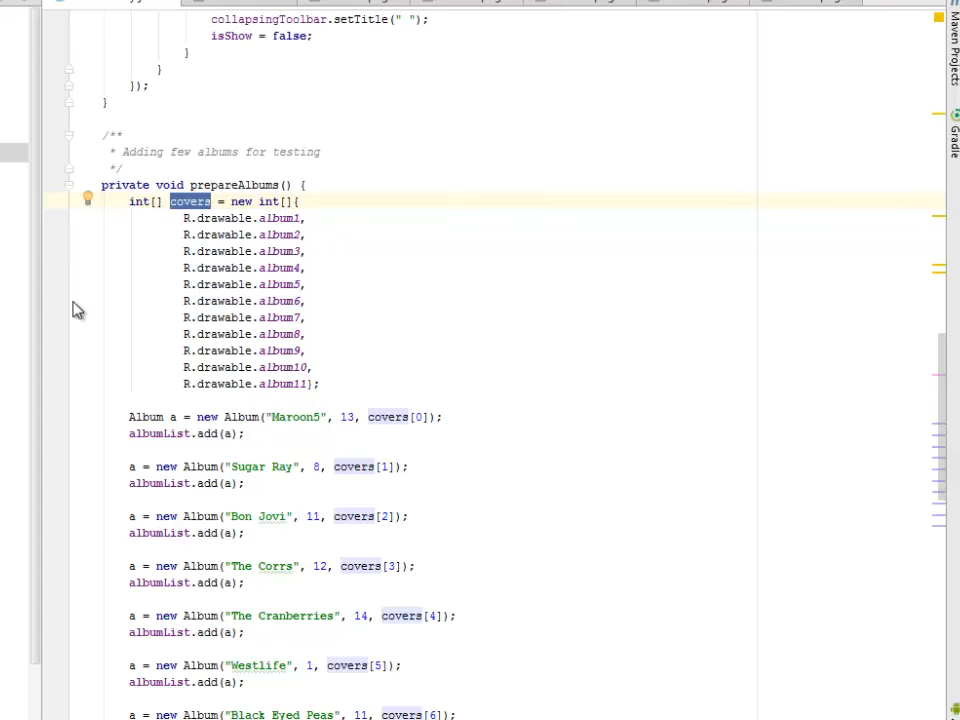 collapsingToolbar.setTitle(" ");
isShow = false;
}
}
});
}
/**
* Adding few albums for testing
*/
private void prepareAlbums() {
int[] covers = new int[]{
R.drawable.album1,
R.drawable.album2,
R.drawable.album3,
R.drawable.album4,
R.drawable.album5,
R.drawable.album6,
R.drawable.album7,
R.drawable.album8,
R.drawable.album9,
R.drawable.album10,
R.drawable.album11};
Album a = new Album("Maroon5", 13, covers[0]);
albumList.add(a);
a = new Album("Sugar Ray", 8, covers[1]);
albumList.add(a);
a = new Album("Bon Jovi", 11, covers[2]);
albumList.add(a);
a = new Album("The Corrs", 12, covers[3]);
albumList.add(a);
a = new Album("The Cranberries", 14, covers[4]);
albumList.add(a);
a = new Album("Westlife", 1, covers[5]);
albumList.add(a);
a = new Album("Black Eyed Peas", 11, covers[6]);
Maven Projects
Gradle